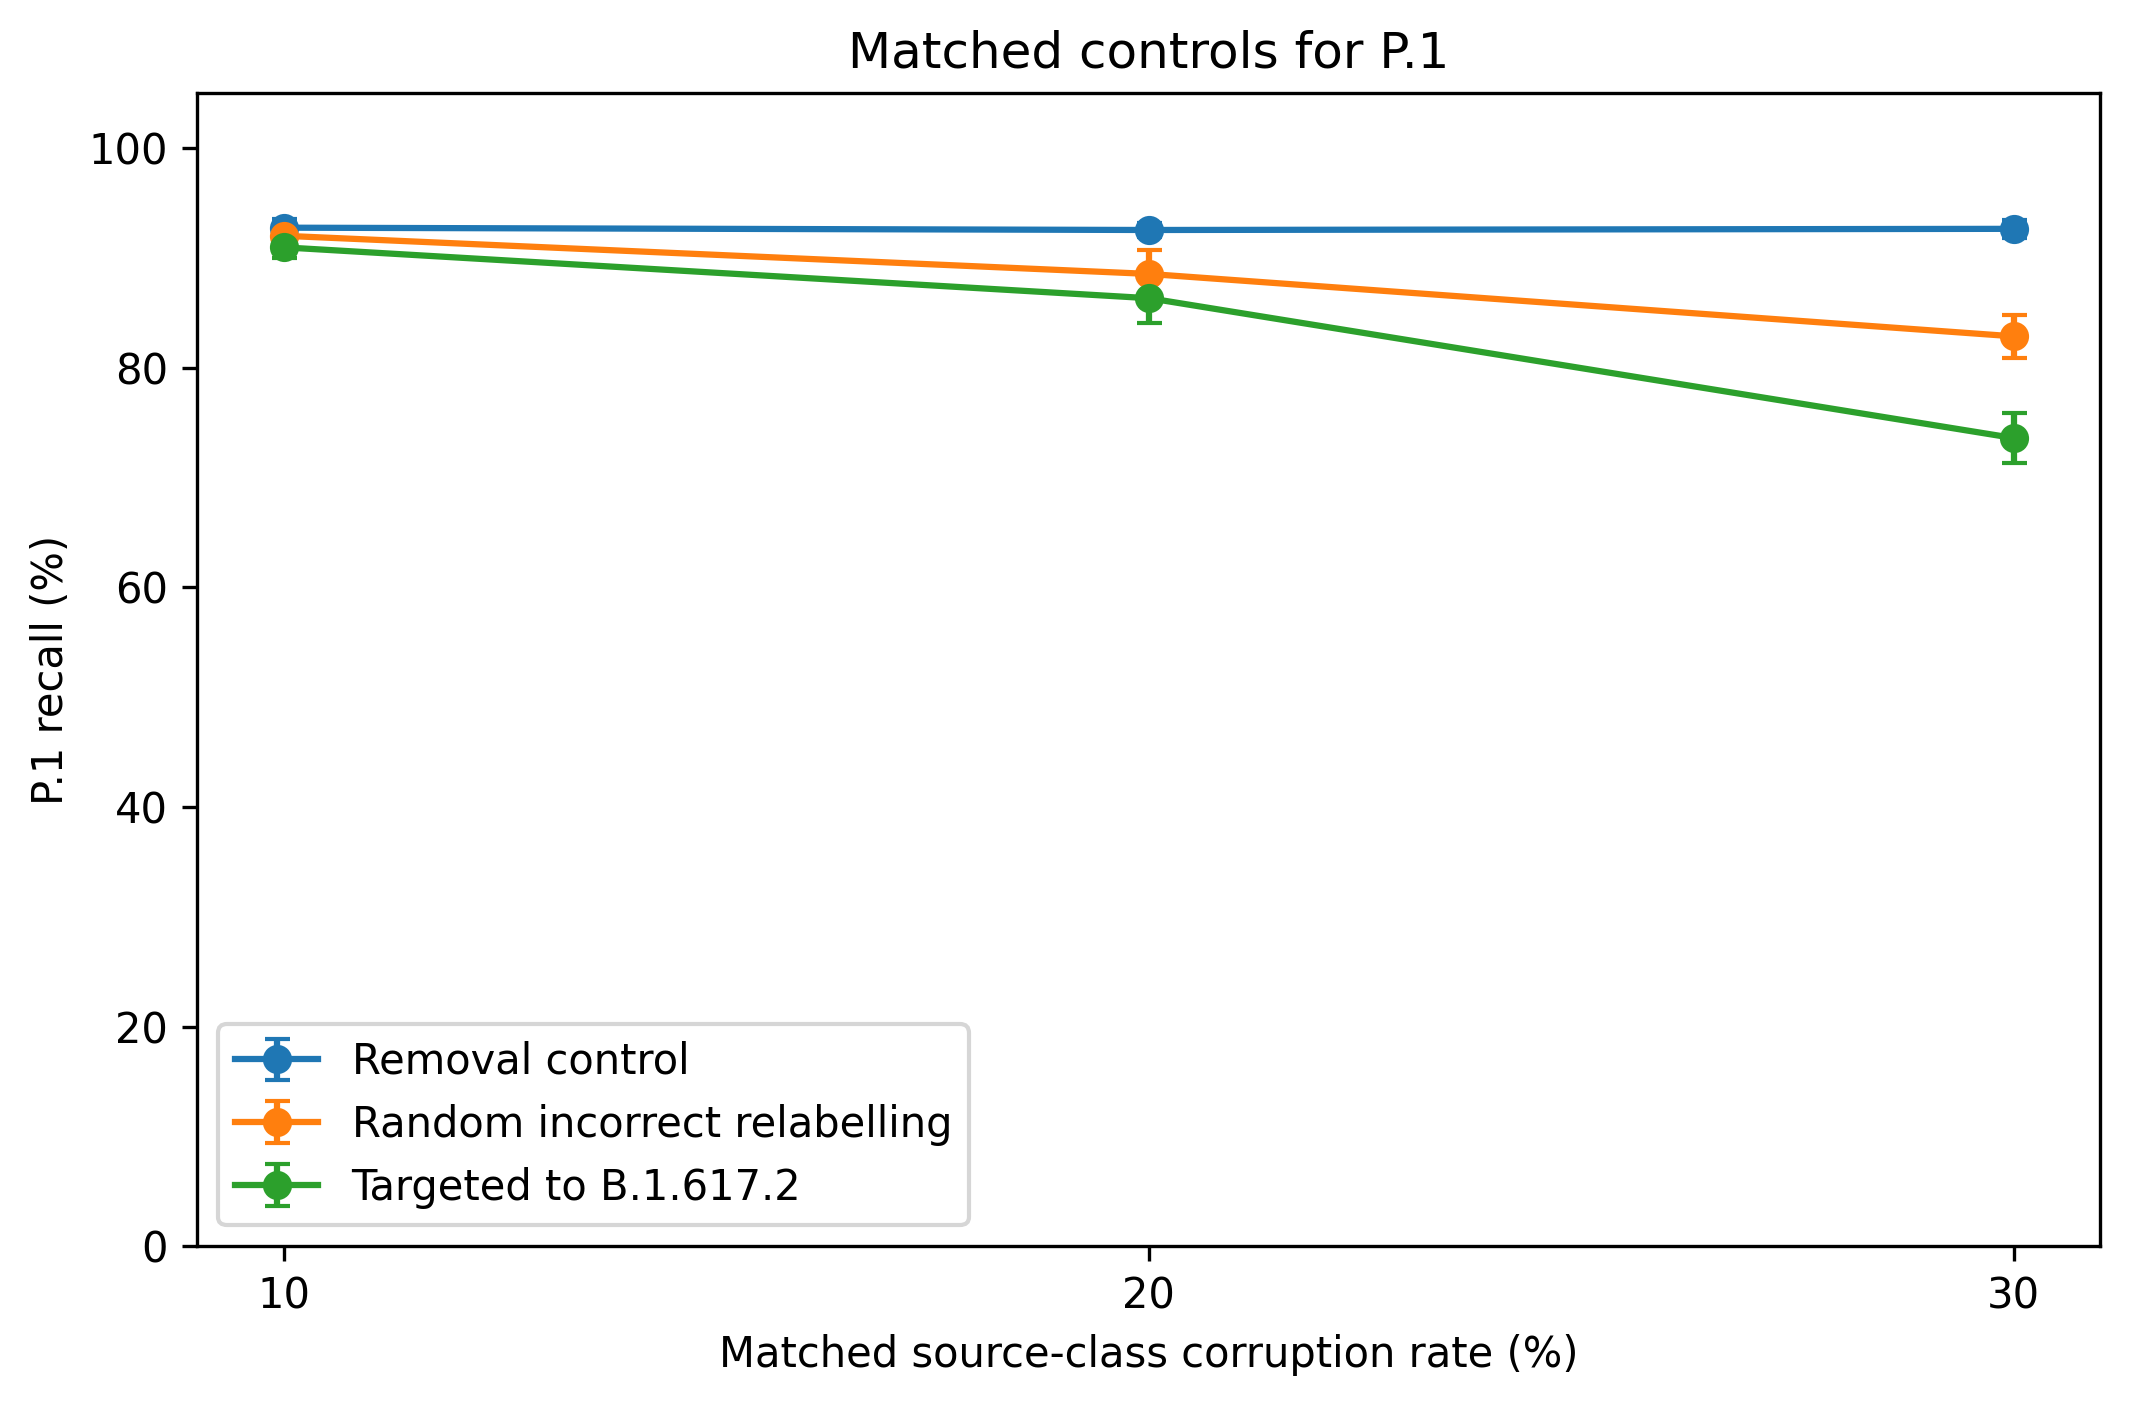 Matched controls for P.1
100
80
60
40
20
0
P.1 recall (%)
Removal control
Random incorrect relabelling
Targeted to B.1.617.2
10
20
30
Matched source-class corruption rate (%)